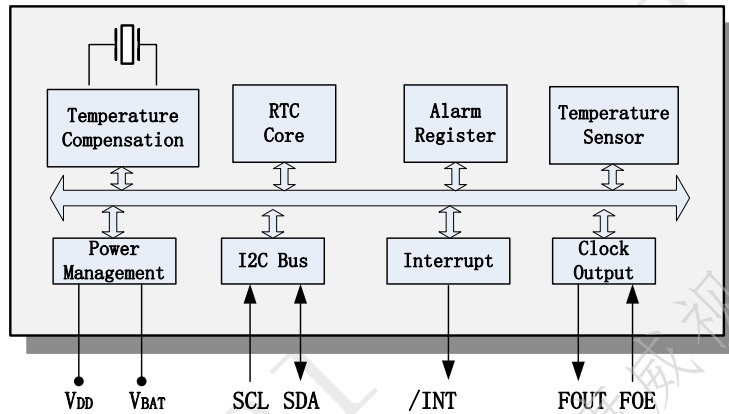 Temperature
Compensation
RTC
Core
Alarm
Register
Temperature
Sensor
Power
Management
I2C Bus
Interrupt
Clock
Output
VDD
VBAT
SCL
SDA
/INT
FOUT
FOE